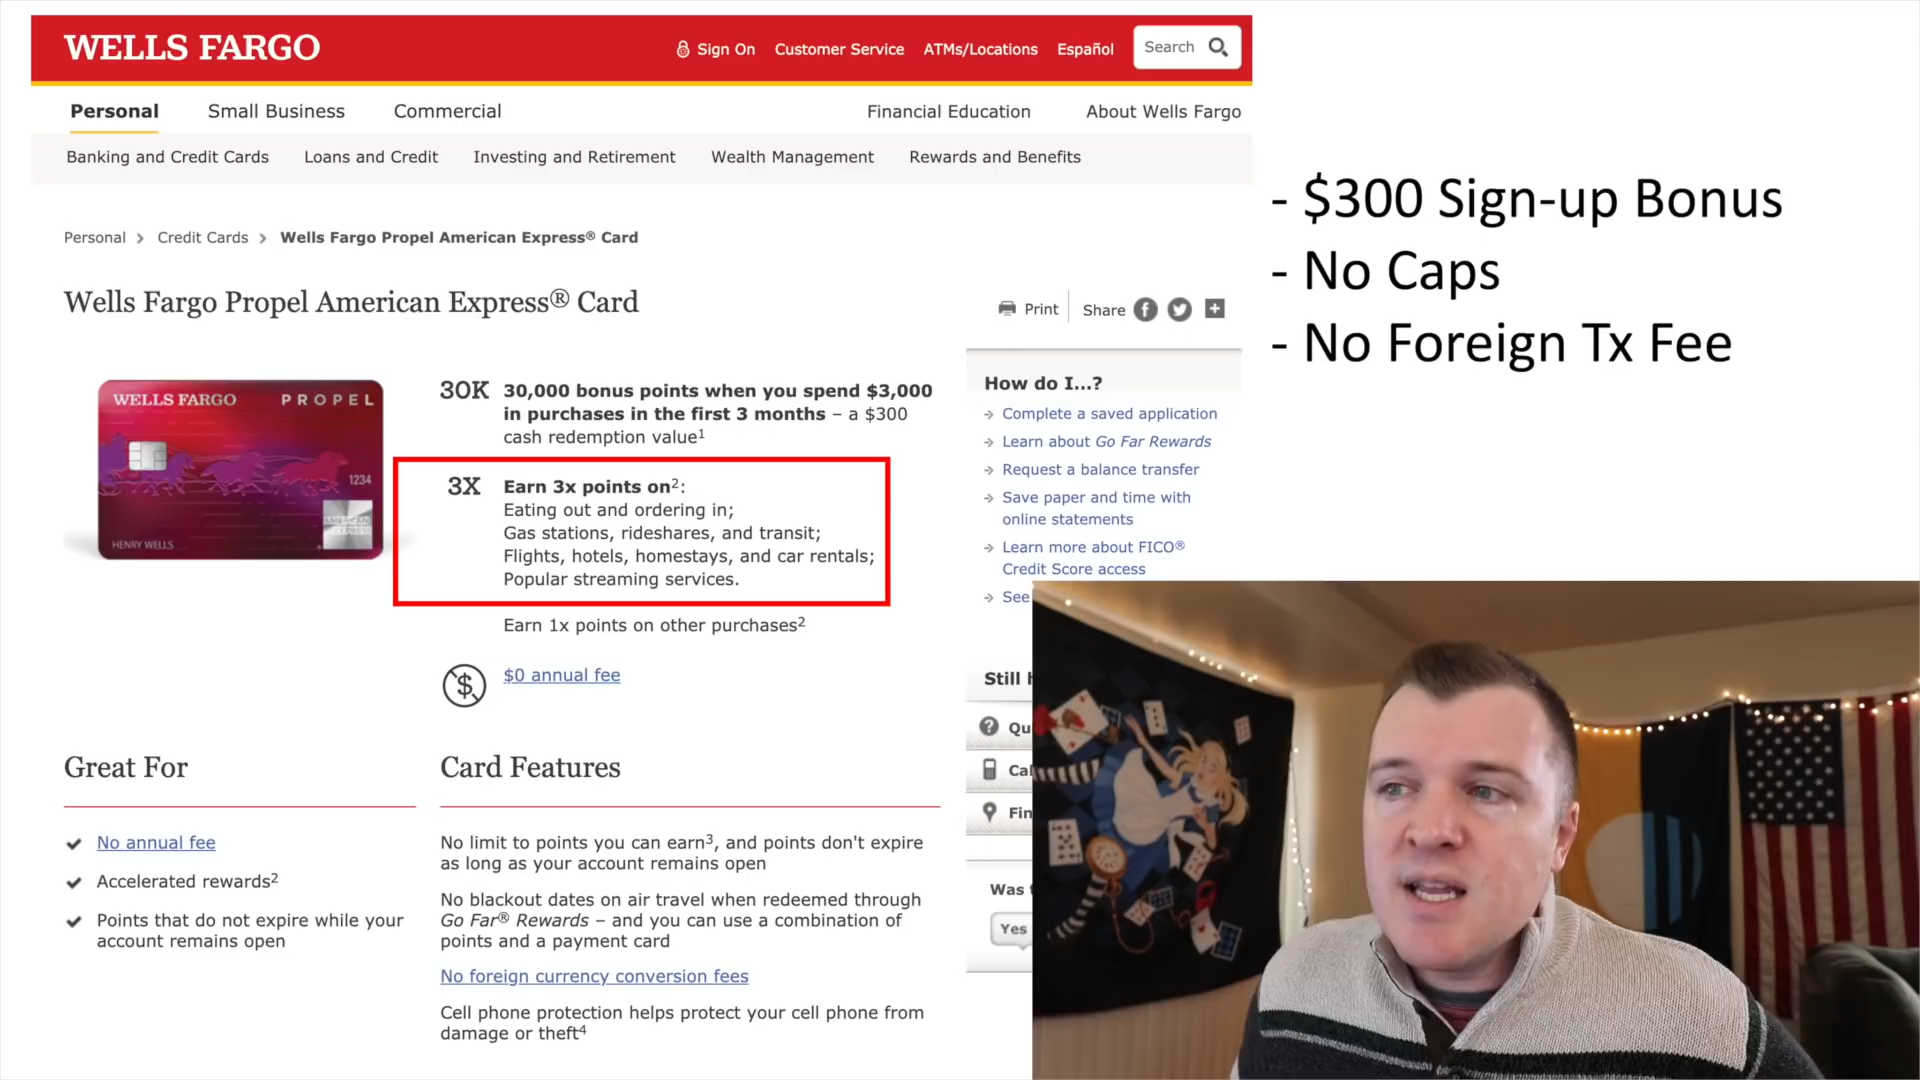 WELLS FARGO
Sign On Customer Service ATMs/Locations Español Search
Personal Small Business Commercial Financial Education About Wells Fargo
Banking and Credit Cards Loans and Credit Investing and Retirement Wealth Management Rewards and Benefits
- $300 Sign-up Bonus
- No Caps
- No Foreign Tx Fee
Personal > Credit Cards > Wells Fargo Propel American Express® Card
Wells Fargo Propel American Express® Card
Print Share
WELLS FARGO PROPEL
1234
AMERICAN EXPRESS
HENRY WELLS
30K 30,000 bonus points when you spend $3,000
in purchases in the first 3 months – a $300
cash redemption value1
3X Earn 3x points on2:
Eating out and ordering in;
Gas stations, rideshares, and transit;
Flights, hotels, homestays, and car rentals;
Popular streaming services.
Earn 1x points on other purchases2
$0 annual fee
How do I...?
Complete a saved application
Learn about Go Far Rewards
Request a balance transfer
Save paper and time with
online statements
Learn more about FICO®
Credit Score access
See
Still
Qu
Cal
Fin
Was
Yes
Great For
No annual fee
Accelerated rewards2
Points that do not expire while your
account remains open
Card Features
No limit to points you can earn3, and points don't expire
as long as your account remains open
No blackout dates on air travel when redeemed through
Go Far® Rewards – and you can use a combination of
points and a payment card
No foreign currency conversion fees
Cell phone protection helps protect your cell phone from
damage or theft4